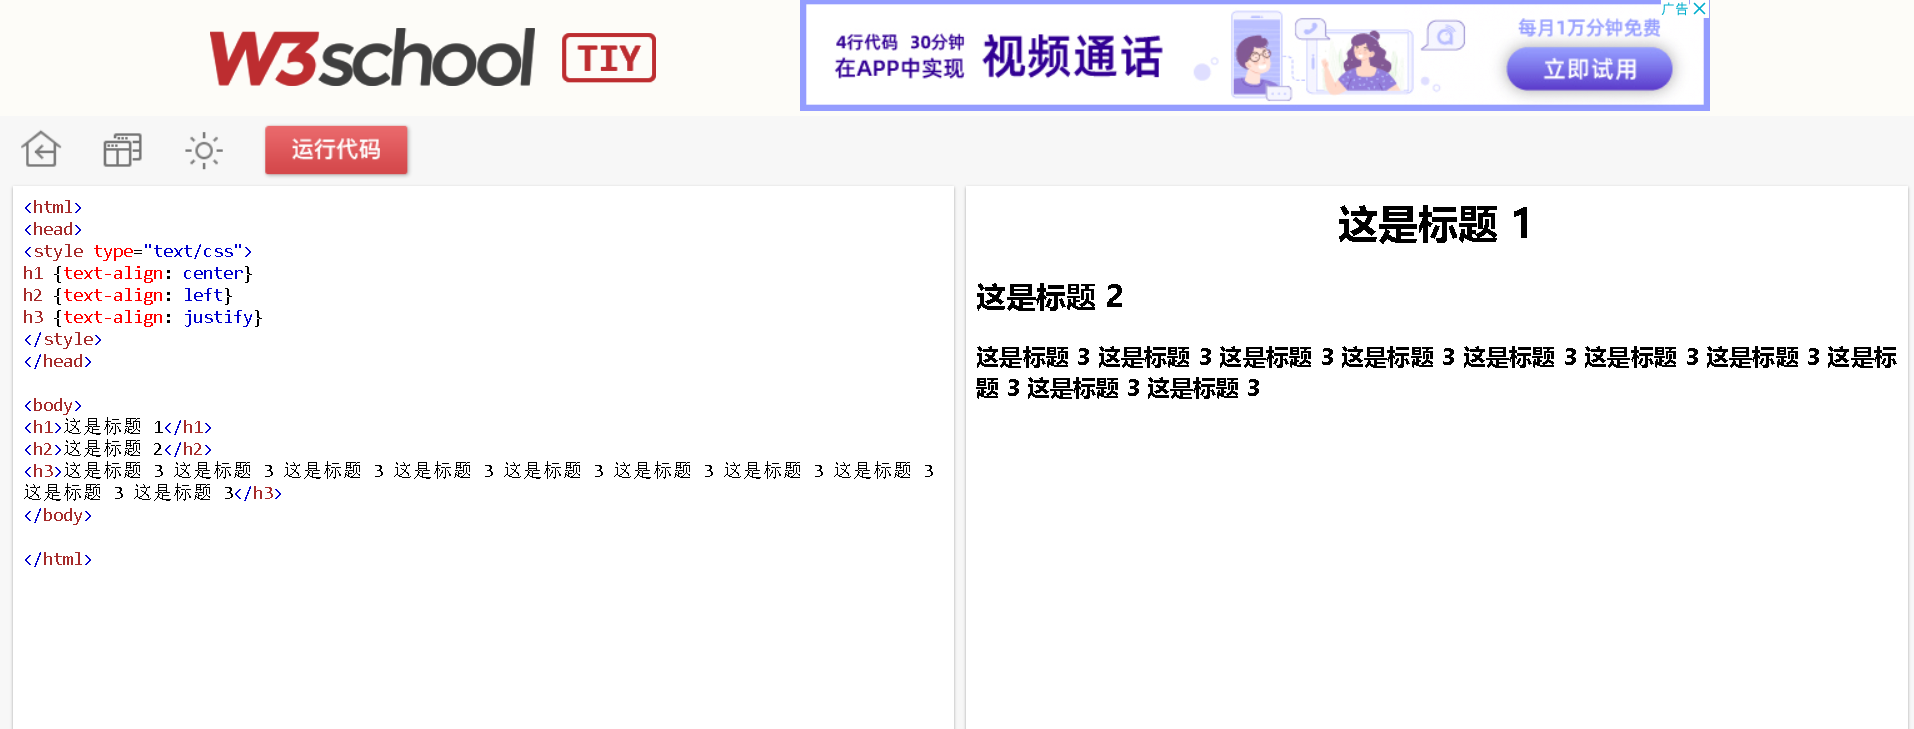 W3school TIY
4行代码 30分钟
在APP中实现
视频通话
每月1万分钟免费
立即试用
广告
运行代码
<html>
<head>
<style type="text/css">
h1 {text-align: center}
h2 {text-align: left}
h3 {text-align: justify}
</style>
</head>
<body>
<h1>这是标题 1</h1>
<h2>这是标题 2</h2>
<h3>这是标题 3 这是标题 3 这是标题 3 这是标题 3 这是标题 3 这是标题 3 这是标题 3 这是标题 3
这是标题 3 这是标题 3</h3>
</body>
</html>
这是标题 1
这是标题 2
这是标题 3 这是标题 3 这是标题 3 这是标题 3 这是标题 3 这是标题 3 这是标题 3 这是标
题 3 这是标题 3 这是标题 3